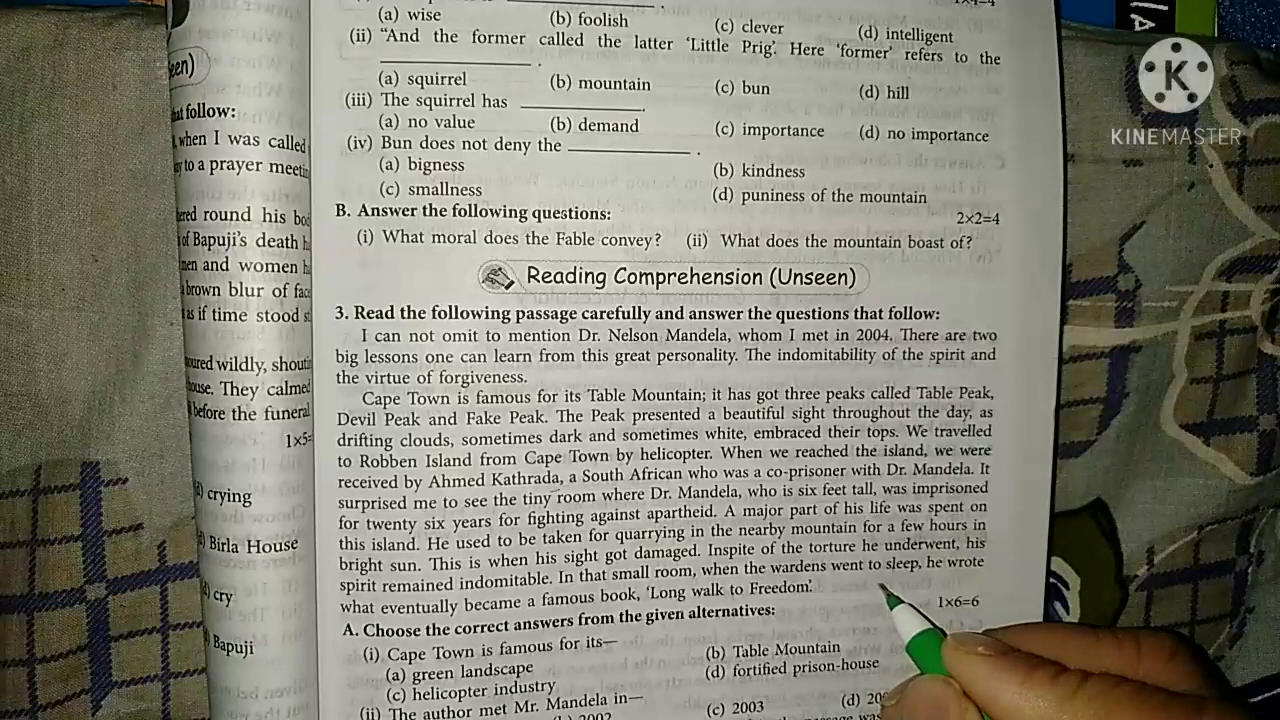 (a) wise (b) foolish (c) clever (d) intelligent
(ii) “And the former called the latter ‘Little Prig’. Here ‘former’ refers to the
____________ .
(a) squirrel (b) mountain (c) bun (d) hill
(iii) The squirrel has ____________.
(a) no value (b) demand (c) importance (d) no importance
(iv) Bun does not deny the ____________ .
(a) bigness (b) kindness
(c) smallness (d) puniness of the mountain
B. Answer the following questions: 2×2=4
(i) What moral does the Fable convey? (ii) What does the mountain boast of?
Reading Comprehension (Unseen)
3. Read the following passage carefully and answer the questions that follow:
I can not omit to mention Dr. Nelson Mandela, whom I met in 2004. There are two
big lessons one can learn from this great personality. The indomitability of the spirit and
the virtue of forgiveness.
Cape Town is famous for its Table Mountain; it has got three peaks called Table Peak,
Devil Peak and Fake Peak. The Peak presented a beautiful sight throughout the day, as
drifting clouds, sometimes dark and sometimes white, embraced their tops. We travelled
to Robben Island from Cape Town by helicopter. When we reached the island, we were
received by Ahmed Kathrada, a South African who was a co-prisoner with Dr. Mandela. It
surprised me to see the tiny room where Dr. Mandela, who is six feet tall, was imprisoned
for twenty six years for fighting against apartheid. A major part of his life was spent on
this island. He used to be taken for quarrying in the nearby mountain for a few hours in
bright sun. This is when his sight got damaged. Inspite of the torture he underwent, his
spirit remained indomitable. In that small room, when the wardens went to sleep, he wrote
what eventually became a famous book, ‘Long walk to Freedom’.
A. Choose the correct answers from the given alternatives: 1×6=6
(i) Cape Town is famous for its—
(a) green landscape (b) Table Mountain
(c) helicopter industry (d) fortified prison-house
(ii) The author met Mr. Mandela in—
(c) 2003 (d)
that follow:
when I was called
to a prayer
round his
of Bapuji’s death
men and women
brown blur of
as if time stood
wildly,
They calmed
before the funeral
1×5=
crying
Birla House
cry
Bapuji
K
KINEMASTER